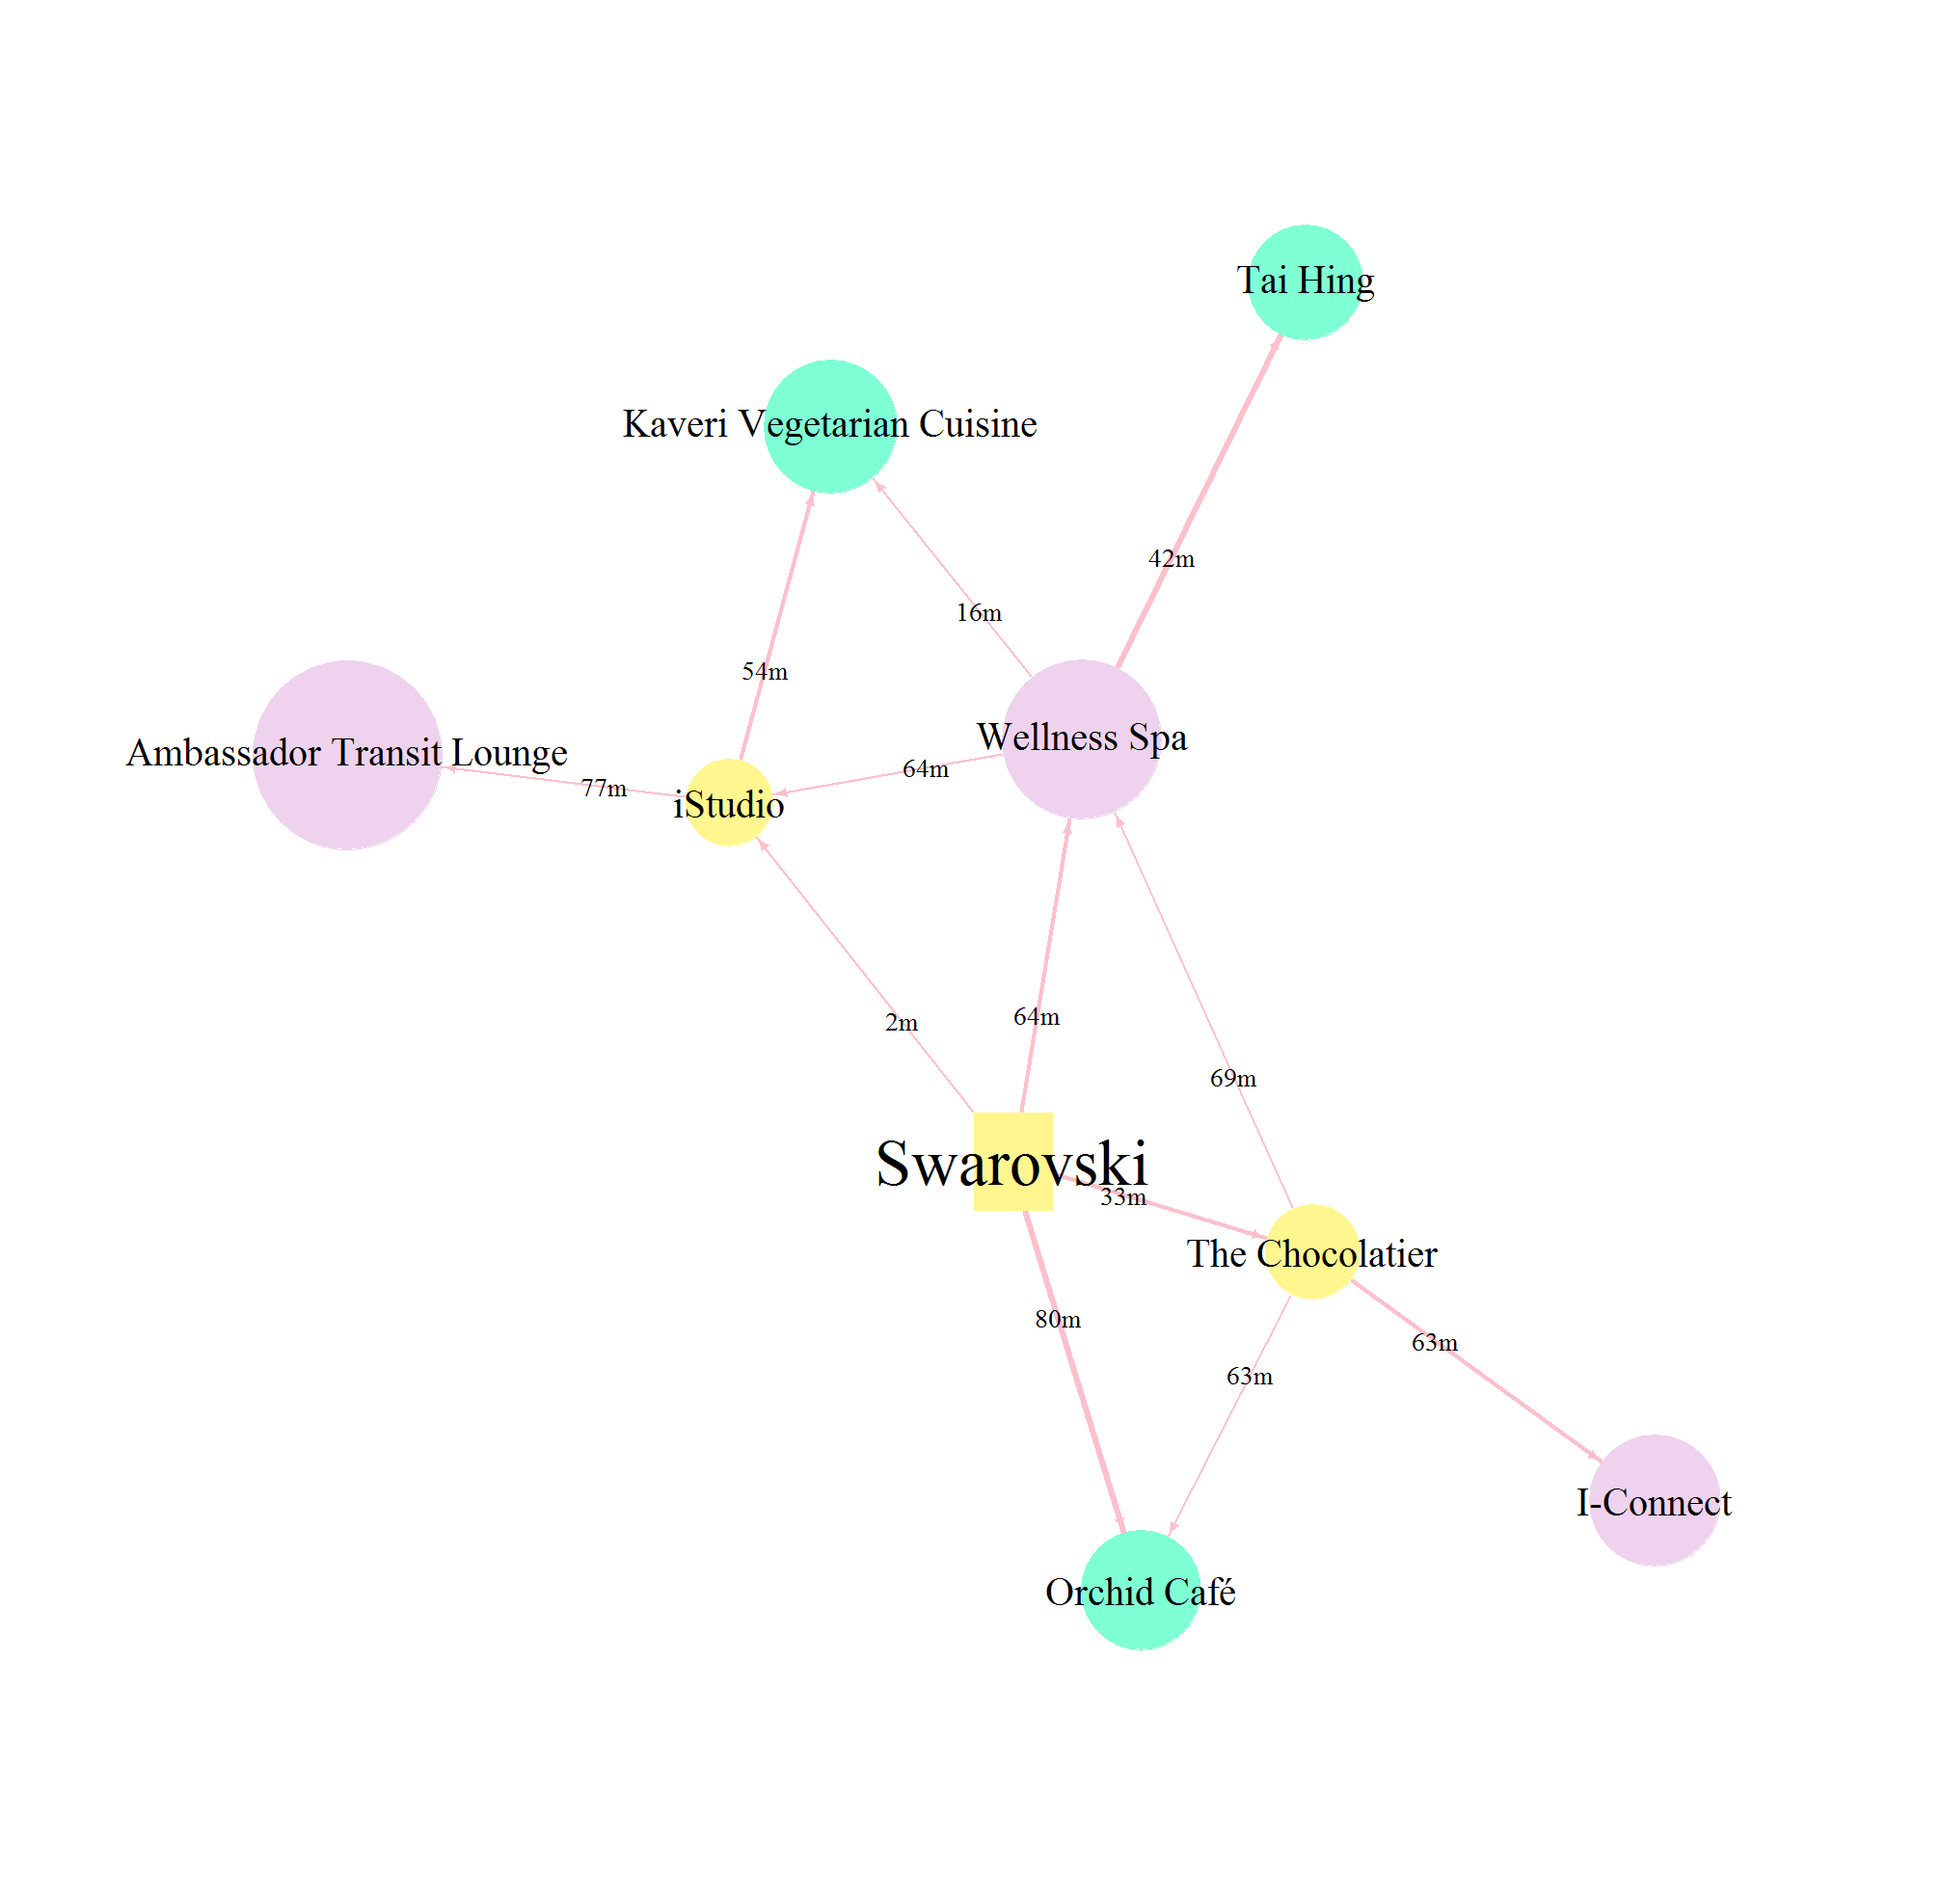 Tai Hing
Kaveri Vegetarian Cuisine
42m
16m
54m
Wellness Spa
Ambassador Transit Lounge
64m
77m
iStudio
2m
64m
69m
Swarovski
33m
The Chocolatier
80m
63m
63m
I-Connect
Orchid Café